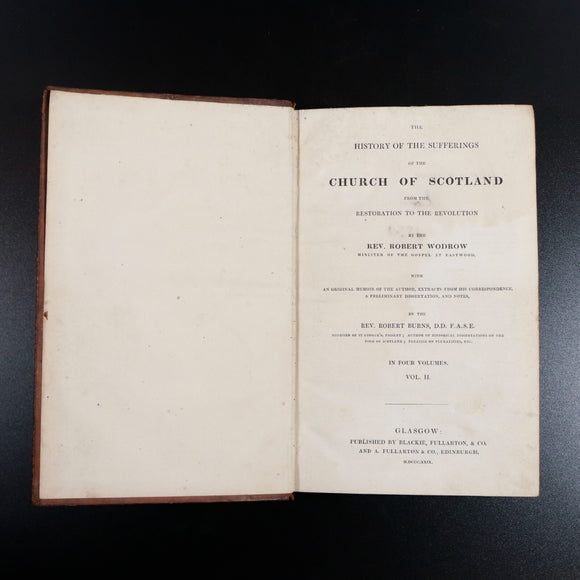 THE
HISTORY OF THE SUFFERINGS
OF THE
CHURCH OF SCOTLAND
FROM THE
RESTORATION TO THE REVOLUTION
BY THE
REV. ROBERT WODROW
MINISTER OF THE GOSPEL AT EASTWOOD.
WITH
AN ORIGINAL MEMOIR OF THE AUTHOR, EXTRACTS FROM HIS CORRESPONDENCE,
A PRELIMINARY DISSERTATION, AND NOTES,
BY THE
REV. ROBERT BURNS, D.D. F.A.S.E.
MINISTER OF ST GEORGE'S, PAISLEY; AUTHOR OF HISTORICAL DISSERTATIONS ON THE
POOR OF SCOTLAND; TREATISE ON PLURALITIES, ETC.
IN FOUR VOLUMES.
VOL. II.
GLASGOW:
PUBLISHED BY BLACKIE, FULLARTON, & CO.
AND A. FULLARTON & CO., EDINBURGH.
M.DCCC.XXIX.